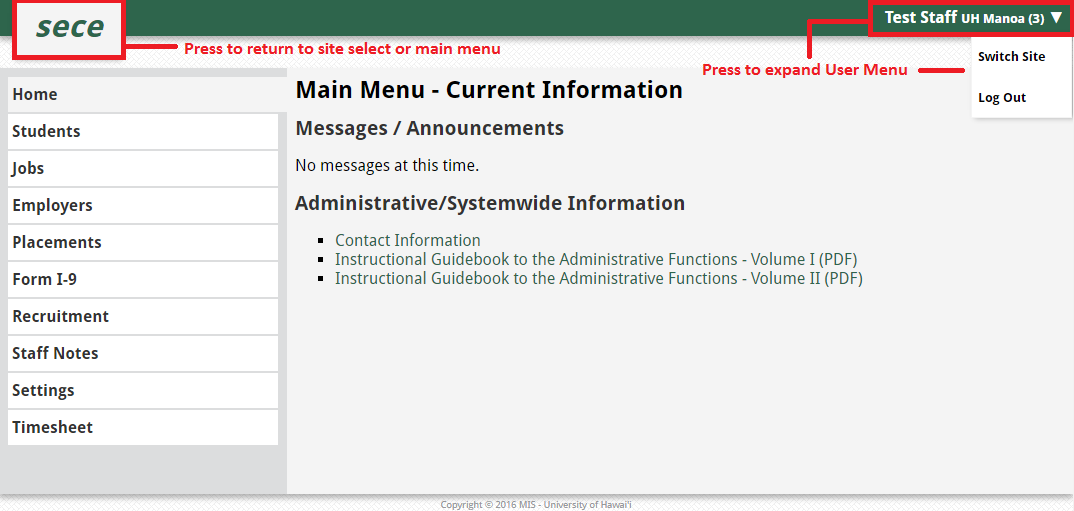 sece
Test Staff UH Manoa (3) ▼
Press to return to site select or main menu
Press to expand User Menu
Switch Site
Log Out
Home
Students
Jobs
Employers
Placements
Form I-9
Recruitment
Staff Notes
Settings
Timesheet
Main Menu - Current Information
Messages / Announcements
No messages at this time.
Administrative/Systemwide Information
Contact Information
Instructional Guidebook to the Administrative Functions - Volume I (PDF)
Instructional Guidebook to the Administrative Functions - Volume II (PDF)
Copyright © 2016 MIS - University of Hawai'i